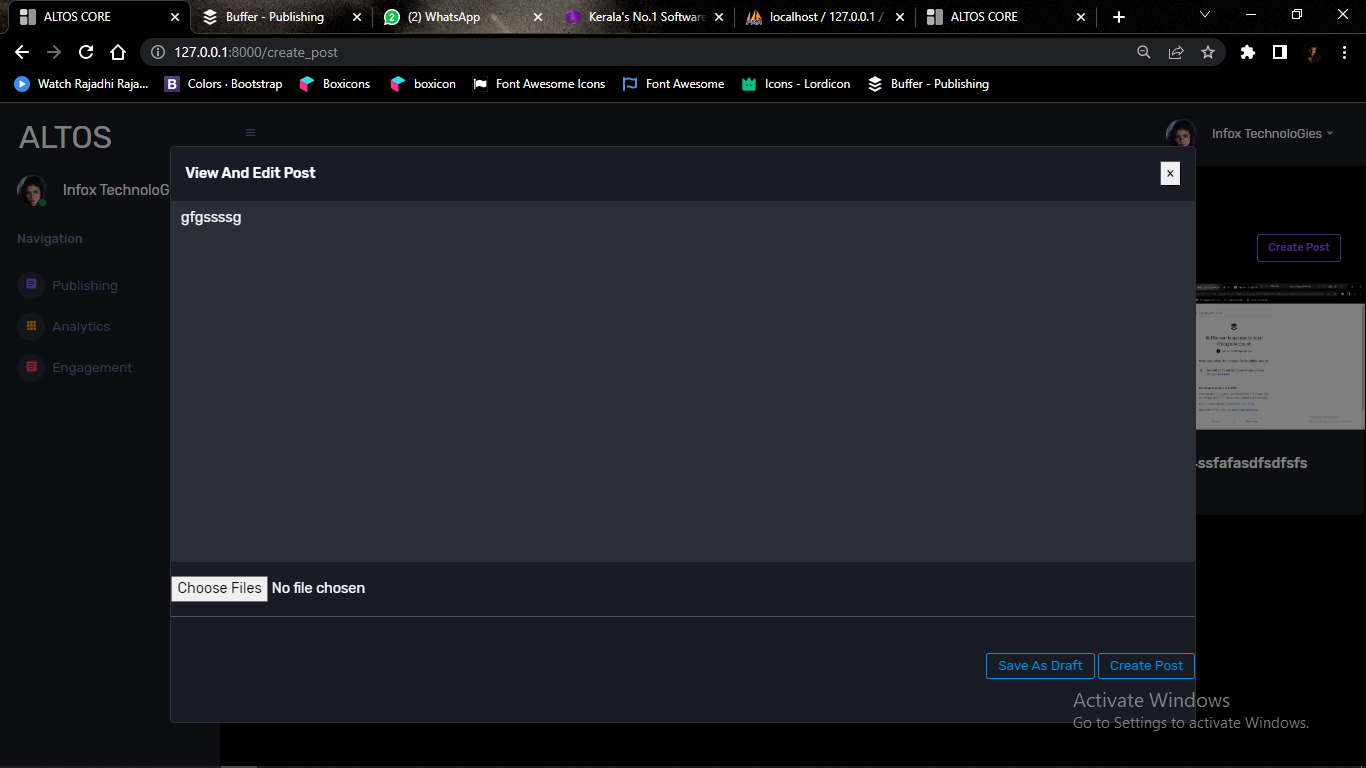 ALTOS CORE
Buffer - Publishing
2 (2) WhatsApp
Kerala's No.1 Software
localhost / 127.0.0.1 /
ALTOS CORE
127.0.0.1:8000/create_post
Watch Rajadhi Raja...
B Colors · Bootstrap
Boxicons
boxicon
Font Awesome Icons
Font Awesome
Icons - Lordicon
Buffer - Publishing
ALTOS
Infox TechnoloGies
View And Edit Post
×
Infox TechnoloG
gfgssssg
Navigation
Create Post
Publishing
Analytics
Engagement
ssfafasdfsdfsfs
Choose Files No file chosen
Save As Draft
Create Post
Activate Windows
Go to Settings to activate Windows.